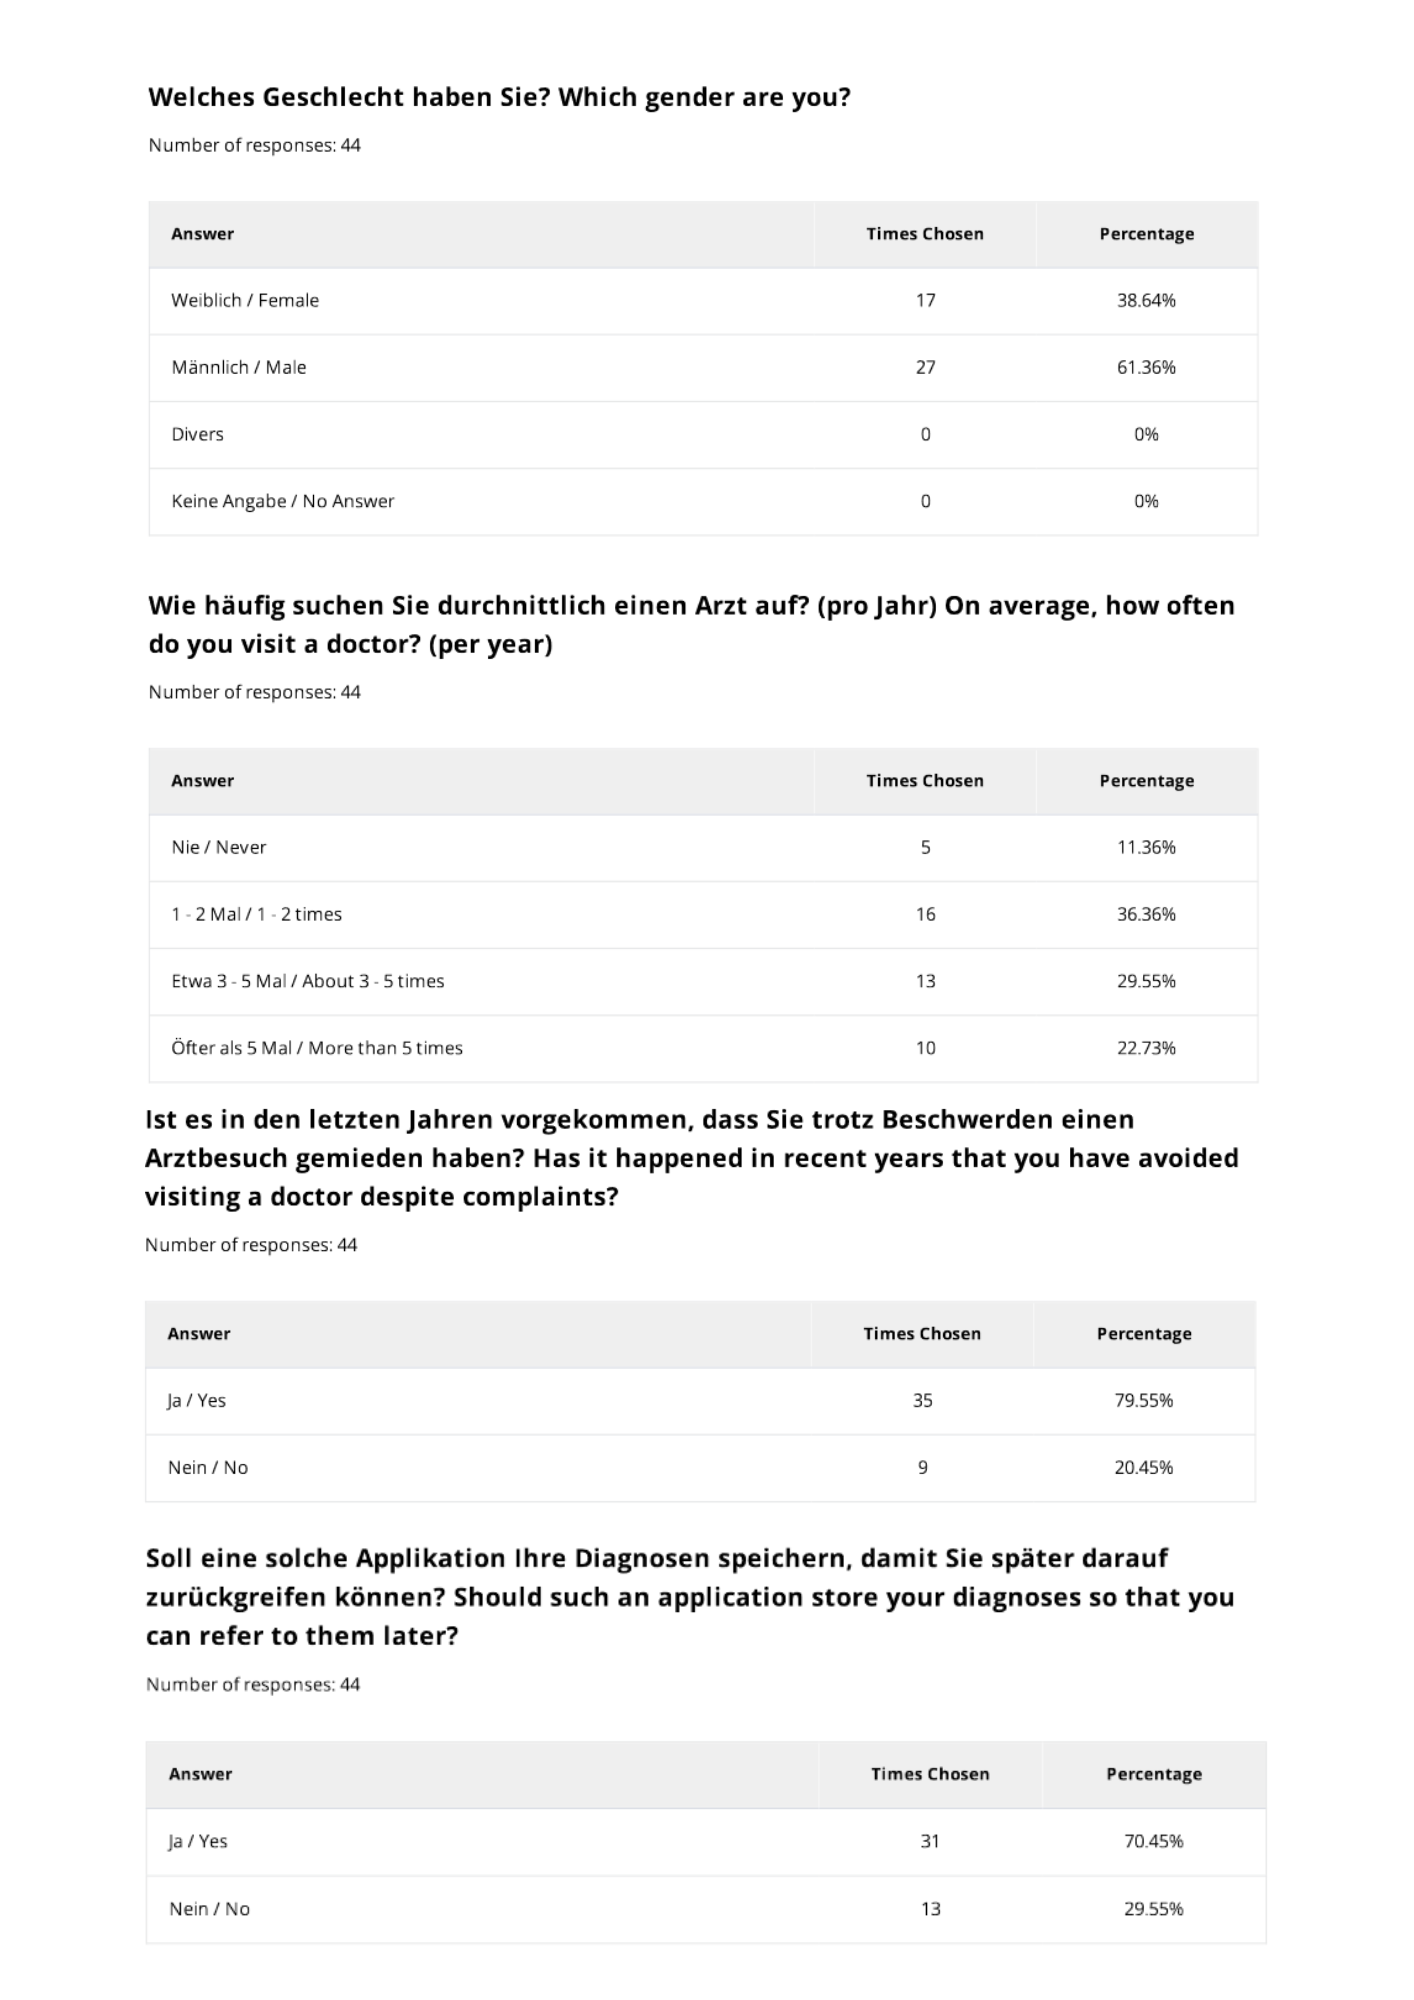 Welches Geschlecht haben Sie? Which gender are you?
Number of responses: 44
Answer Times Chosen Percentage
Weiblich / Female 17 38.64%
Männlich / Male 27 61.36%
Divers 0 0%
Keine Angabe / No Answer 0 0%
Wie häufig suchen Sie durchnittlich einen Arzt auf? (pro Jahr) On average, how often
do you visit a doctor? (per year)
Number of responses: 44
Answer Times Chosen Percentage
Nie / Never 5 11.36%
1 - 2 Mal / 1 - 2 times 16 36.36%
Etwa 3 - 5 Mal / About 3 - 5 times 13 29.55%
Öfter als 5 Mal / More than 5 times 10 22.73%
Ist es in den letzten Jahren vorgekommen, dass Sie trotz Beschwerden einen
Arztbesuch gemieden haben? Has it happened in recent years that you have avoided
visiting a doctor despite complaints?
Number of responses: 44
Answer Times Chosen Percentage
Ja / Yes 35 79.55%
Nein / No 9 20.45%
Soll eine solche Applikation Ihre Diagnosen speichern, damit Sie später darauf
zurückgreifen können? Should such an application store your diagnoses so that you
can refer to them later?
Number of responses: 44
Answer Times Chosen Percentage
Ja / Yes 31 70.45%
Nein / No 13 29.55%